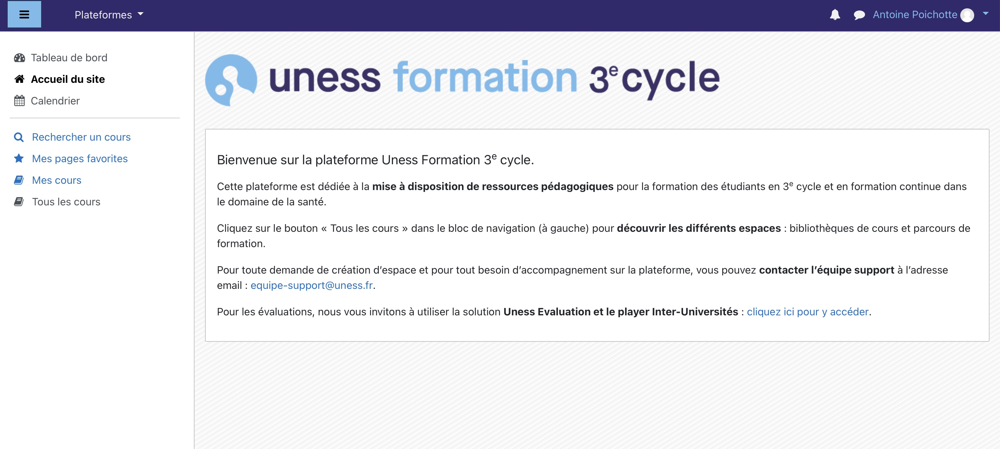 Plateformes
Antoine Poichotte
Tableau de bord
Accueil du site
Calendrier
Rechercher un cours
Mes pages favorites
Mes cours
Tous les cours
uness formation 3e cycle
Bienvenue sur la plateforme Uness Formation 3e cycle.
Cette plateforme est dédiée à la mise à disposition de ressources pédagogiques pour la formation des étudiants en 3e cycle et en formation continue dans
le domaine de la santé.
Cliquez sur le bouton « Tous les cours » dans le bloc de navigation (à gauche) pour découvrir les différents espaces : bibliothèques de cours et parcours de
formation.
Pour toute demande de création d’espace et pour tout besoin d’accompagnement sur la plateforme, vous pouvez contacter l’équipe support à l’adresse
email : equipe-support@uness.fr.
Pour les évaluations, nous vous invitons à utiliser la solution Uness Evaluation et le player Inter-Universités : cliquez ici pour y accéder.